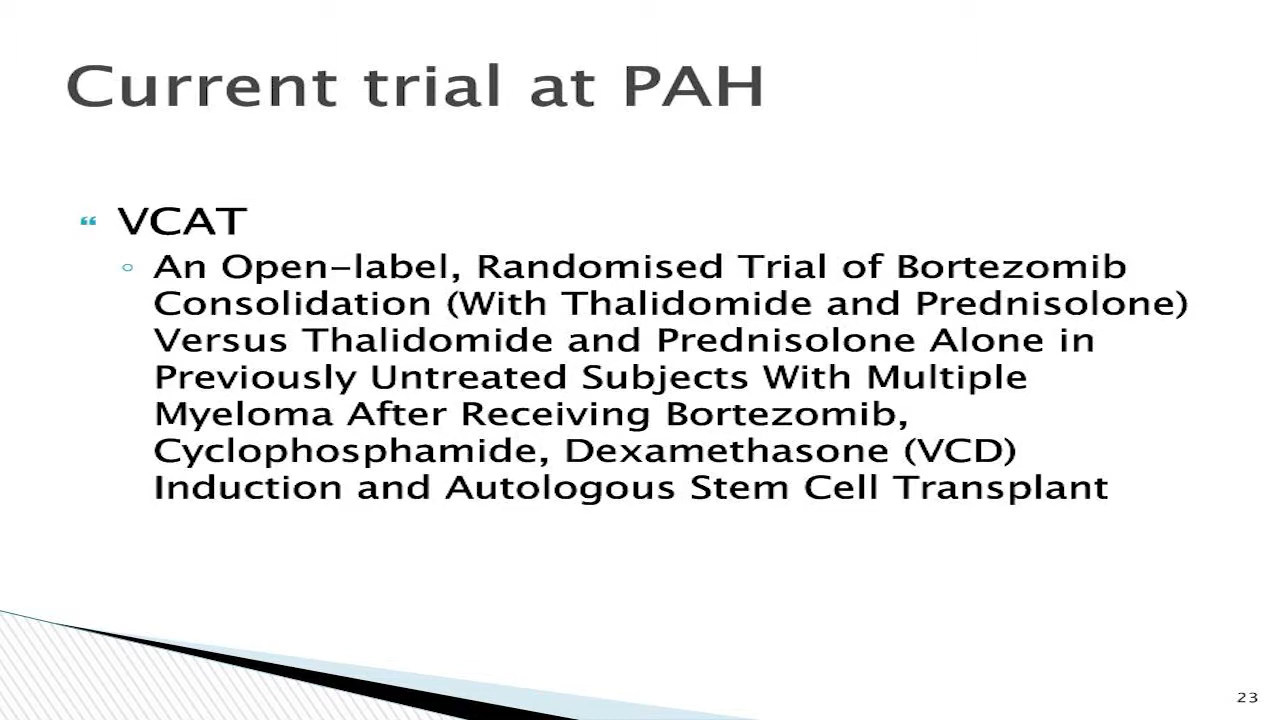 Current trial at PAH
“ VCAT
◦ An Open-label, Randomised Trial of Bortezomib
Consolidation (With Thalidomide and Prednisolone)
Versus Thalidomide and Prednisolone Alone in
Previously Untreated Subjects With Multiple
Myeloma After Receiving Bortezomib,
Cyclophosphamide, Dexamethasone (VCD)
Induction and Autologous Stem Cell Transplant
23